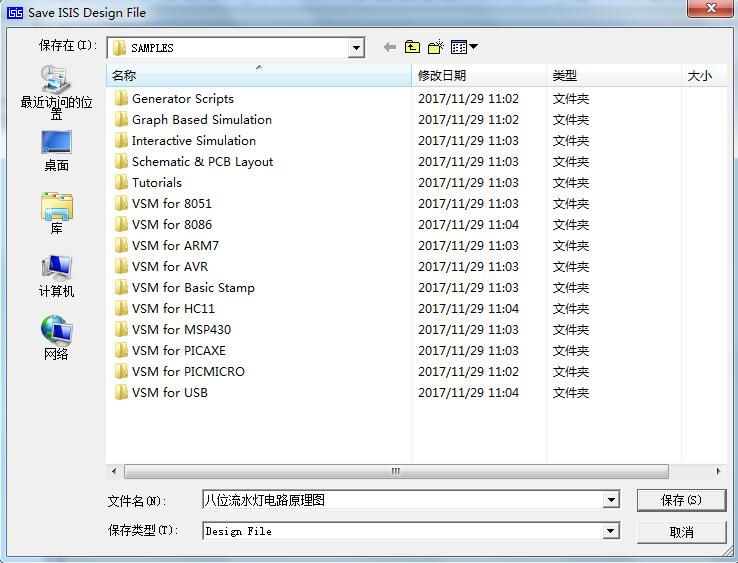 ISIS Save ISIS Design File
保存在(I): SAMPLES
最近访问的位置
桌面
库
计算机
网络
名称 修改日期 类型 大小
Generator Scripts 2017/11/29 11:02 文件夹
Graph Based Simulation 2017/11/29 11:02 文件夹
Interactive Simulation 2017/11/29 11:03 文件夹
Schematic & PCB Layout 2017/11/29 11:03 文件夹
Tutorials 2017/11/29 11:03 文件夹
VSM for 8051 2017/11/29 11:03 文件夹
VSM for 8086 2017/11/29 11:04 文件夹
VSM for ARM7 2017/11/29 11:03 文件夹
VSM for AVR 2017/11/29 11:03 文件夹
VSM for Basic Stamp 2017/11/29 11:03 文件夹
VSM for HC11 2017/11/29 11:04 文件夹
VSM for MSP430 2017/11/29 11:03 文件夹
VSM for PICAXE 2017/11/29 11:03 文件夹
VSM for PICMICRO 2017/11/29 11:02 文件夹
VSM for USB 2017/11/29 11:04 文件夹
文件名(N): 八位流水灯电路原理图 保存(S)
保存类型(T): Design File 取消